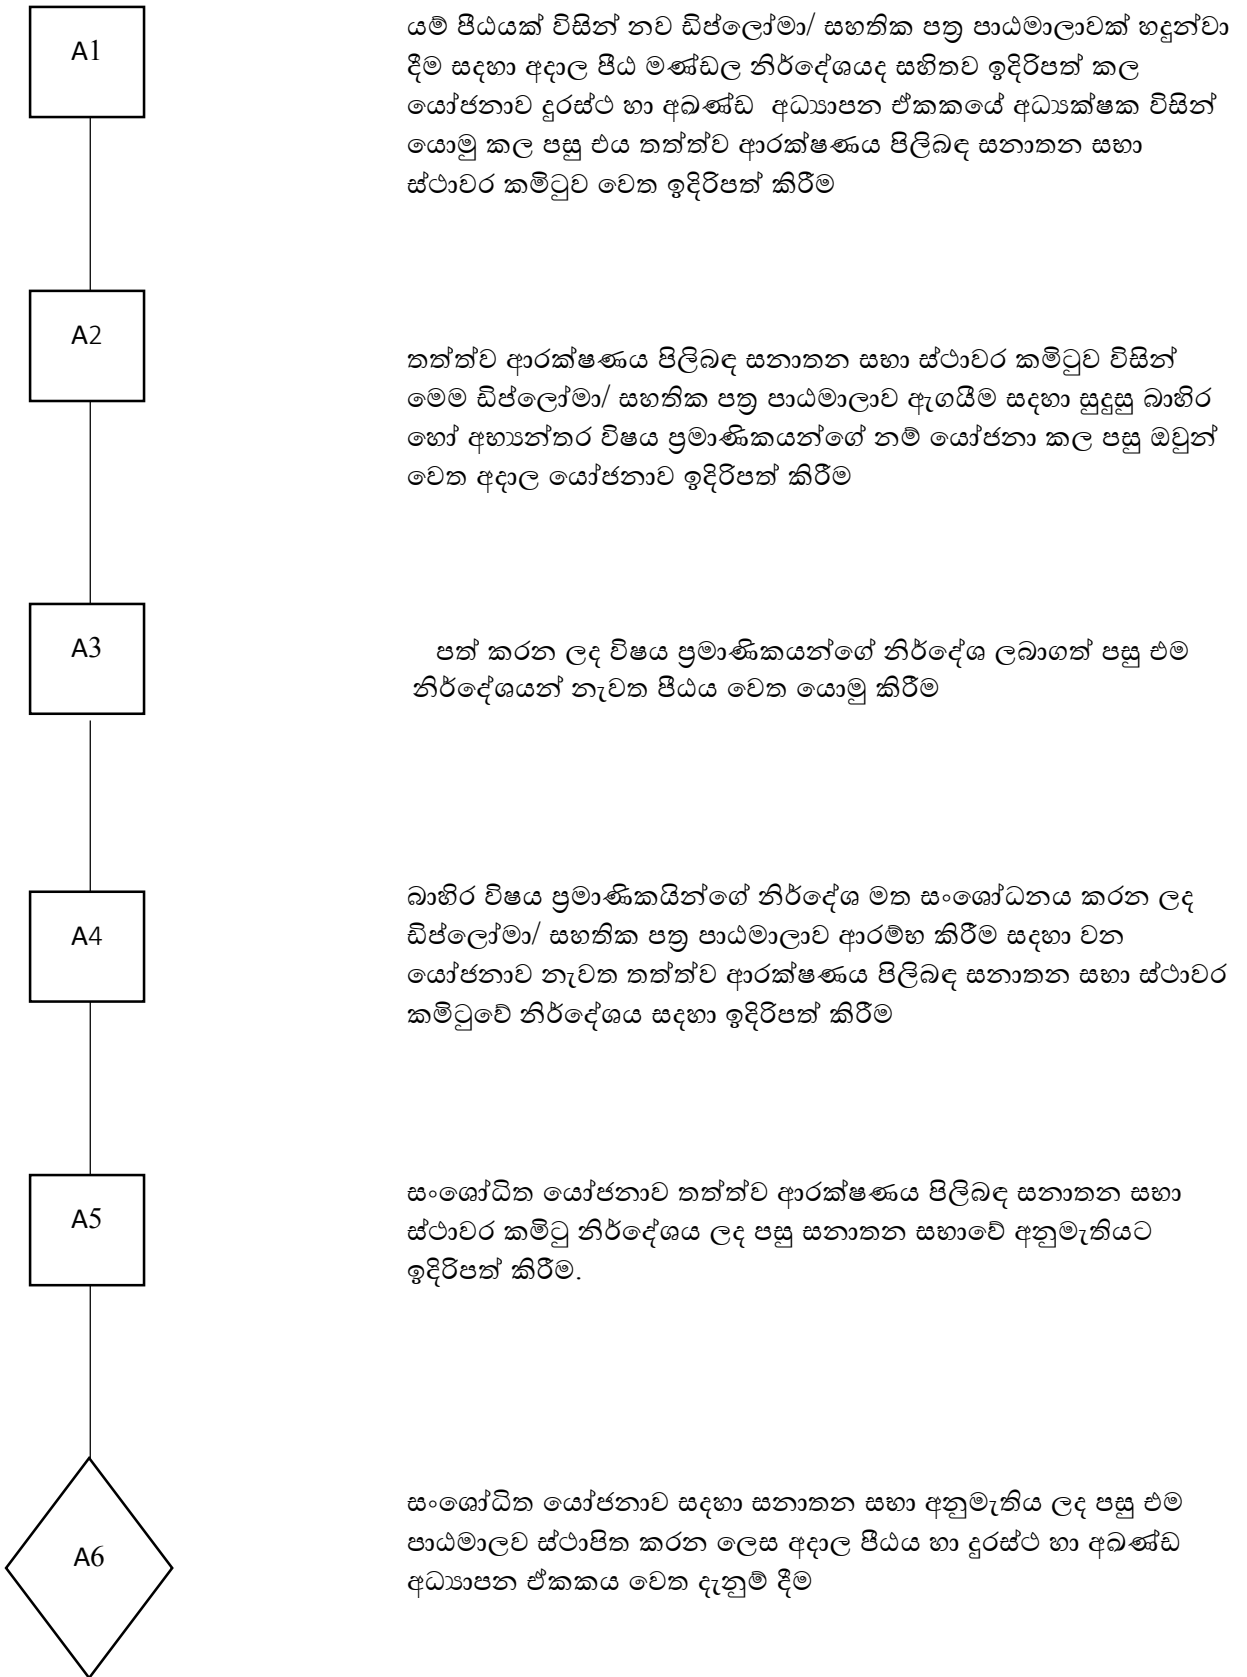 A1
යම් පීඨයක් විසින් නව ඩිප්ලෝමා/ සහතික පත්‍ර පාඨමාලාවක් හදුන්වා
දීම සදහා අදාල පීඨ මණ්ඩල නිර්දේශයද සහිතව ඉදිරිපත් කල
යෝජනාව දුරස්ථ හා අඛණ්ඩ  අධ්‍යාපන ඒකකයේ අධ්‍යක්ෂක විසින්
යොමු කල පසු එය තත්ත්ව ආරක්ෂණය පිලිබඳ සනාතන සභා
ස්ථාවර කමිටුව වෙත ඉදිරිපත් කිරීම
A2
තත්ත්ව ආරක්ෂණය පිලිබඳ සනාතන සභා ස්ථාවර කමිටුව විසින්
මෙම ඩිප්ලෝමා/ සහතික පත්‍ර පාඨමාලාව ඇගයීම සදහා සුදුසු බාහිර
හෝ අභ්‍යන්තර විෂය ප්‍රමාණිකයන්ගේ නම් යෝජනා කල පසු ඔවුන්
වෙත අදාල යෝජනාව ඉදිරිපත් කිරීම
A3
පත් කරන ලද විෂය ප්‍රමාණිකයන්ගේ නිර්දේශ ලබාගත් පසු එම
නිර්දේශයන් නැවත පීඨය වෙත යොමු කිරීම
A4
බාහිර විෂය ප්‍රමාණිකයින්ගේ නිර්දේශ මත සංශෝධනය කරන ලද
ඩිප්ලෝමා/ සහතික පත්‍ර පාඨමාලාව ආරම්භ කිරීම සදහා වන
යෝජනාව නැවත තත්ත්ව ආරක්ෂණය පිලිබඳ සනාතන සභා ස්ථාවර
කමිටුවේ නිර්දේශය සදහා ඉදිරිපත් කිරීම
A5
සංශෝධිත යෝජනාව තත්ත්ව ආරක්ෂණය පිලිබඳ සනාතන සභා
ස්ථාවර කමිටු නිර්දේශය ලද පසු සනාතන සභාවේ අනුමැතියට
ඉදිරිපත් කිරීම.
A6
සංශෝධිත යෝජනාව සදහා සනාතන සභා අනුමැතිය ලද පසු එම
පාඨමාලව ස්ථාපිත කරන ලෙස අදාල පීඨය හා දුරස්ථ හා අඛණ්ඩ
අධ්‍යාපන ඒකකය වෙත දැනුම් දීම